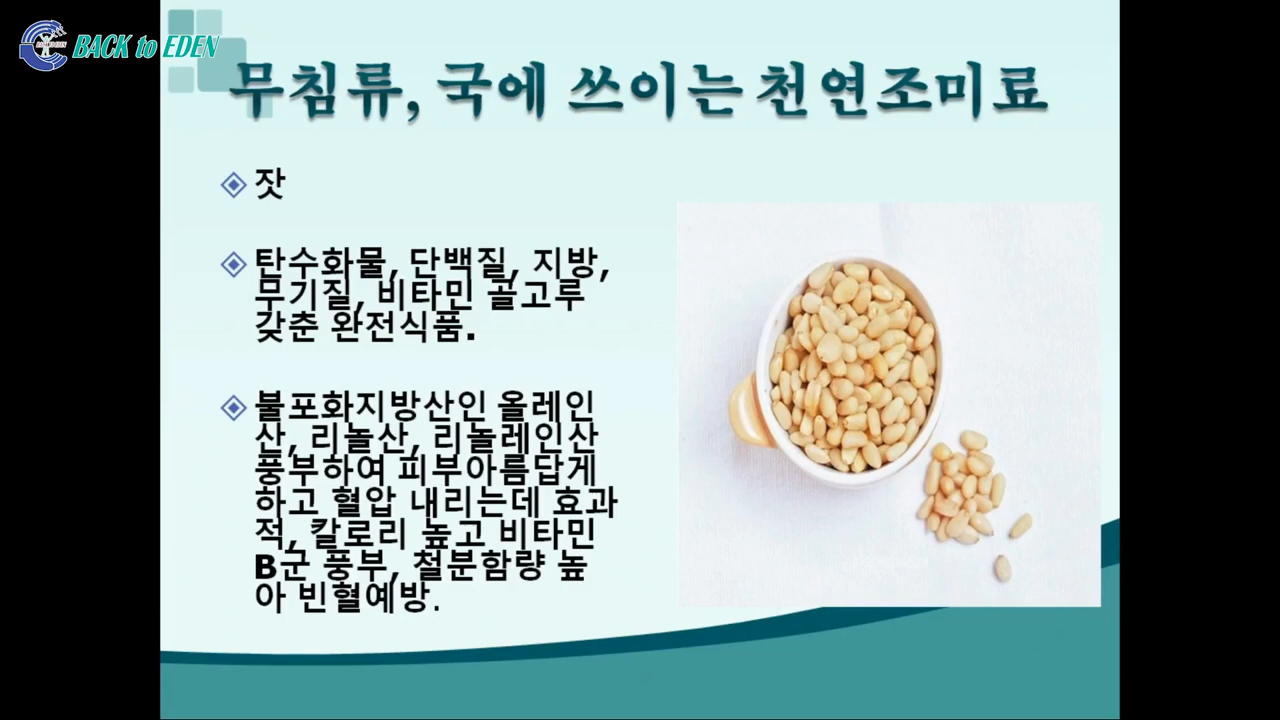 BACK to EDEN
무침류, 국에 쓰이는 천연조미료
잣
탄수화물, 단백질, 지방,
무기질, 비타민 골고루
갖춘 완전식품.
불포화지방산인 올레인
산, 리놀산, 리놀레인산
풍부하여 피부아름답게
하고 혈압 내리는데 효과
적, 칼로리 높고 비타민
B군 풍부, 철분함량 높
아 빈혈예방.